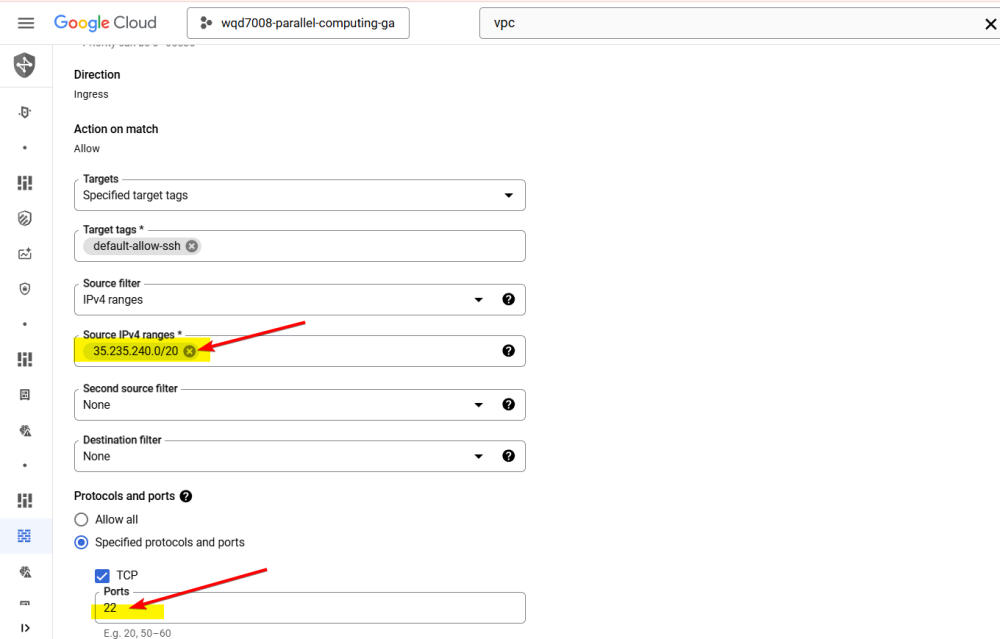 Google Cloud
wqd7008-parallel-computing-ga
vpc
Direction
Ingress
Action on match
Allow
Targets
Specified target tags
Target tags *
default-allow-ssh
Source filter
IPv4 ranges
Source IPv4 ranges *
35.235.240.0/20
Second source filter
None
Destination filter
None
Protocols and ports
Allow all
Specified protocols and ports
TCP
Ports
22
E.g. 20, 50–60